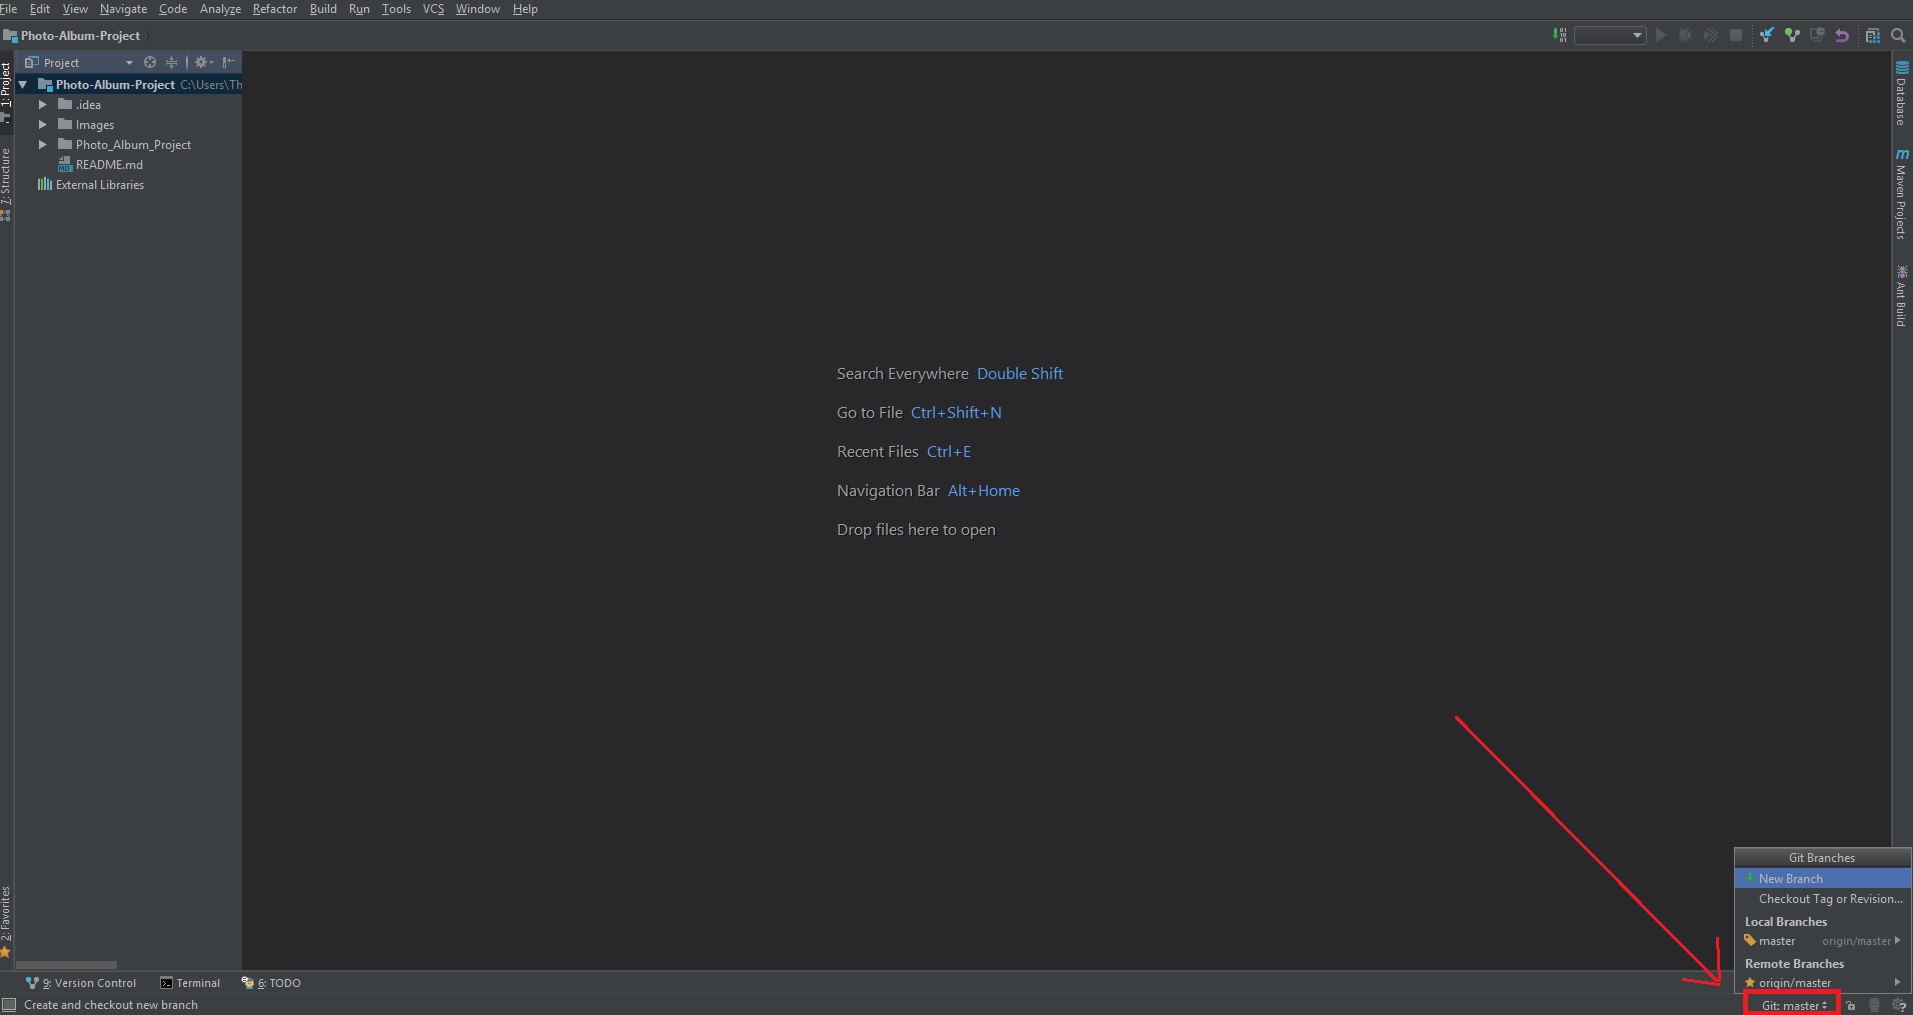 File Edit View Navigate Code Analyze Refactor Build Run Tools VCS Window Help
Photo-Album-Project
Project
Photo-Album-Project C:\Users\Th
.idea
Images
Photo_Album_Project
README.md
External Libraries
1: Project
7: Structure
2: Favorites
Search Everywhere Double Shift
Go to File Ctrl+Shift+N
Recent Files Ctrl+E
Navigation Bar Alt+Home
Drop files here to open
Database
Maven Projects
Ant Build
Git Branches
New Branch
Checkout Tag or Revision...
Local Branches
master origin/master
Remote Branches
origin/master
9: Version Control Terminal 6: TODO
Create and checkout new branch
Git: master